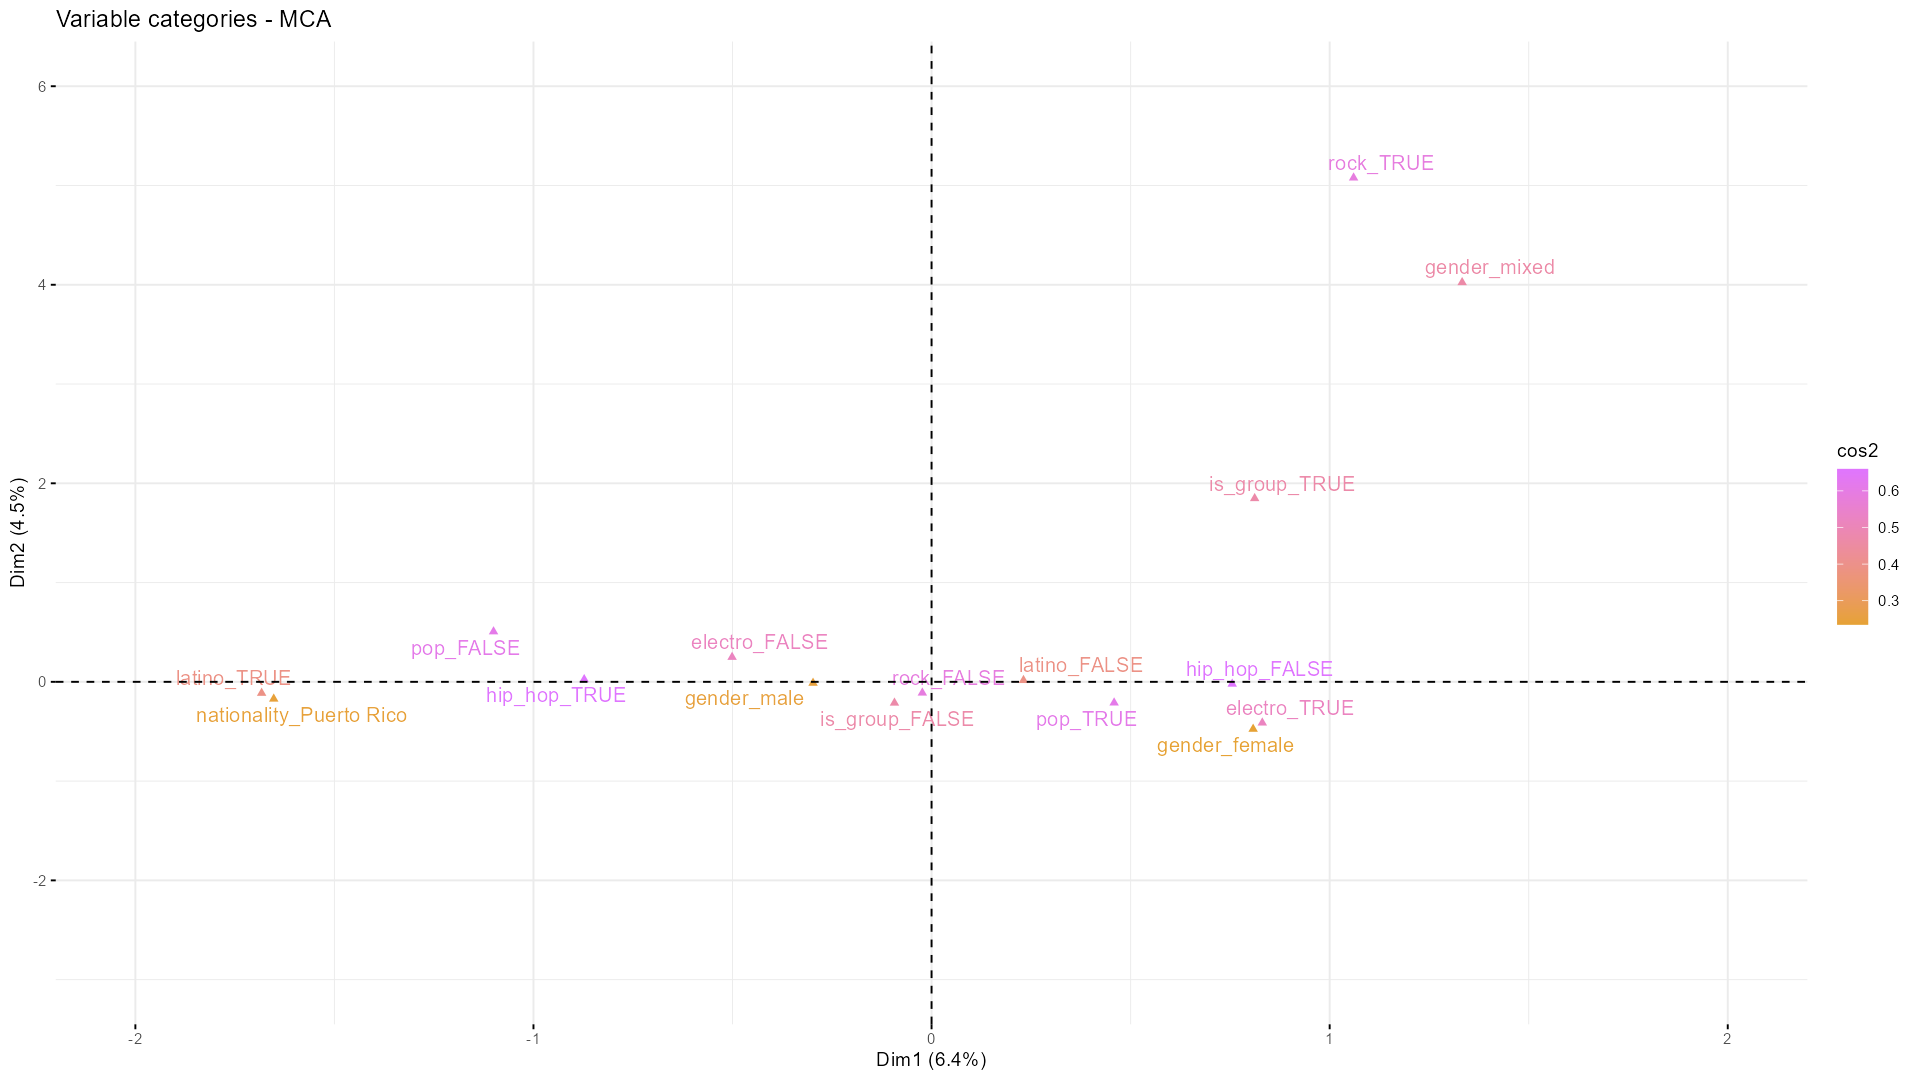 Variable categories - MCA
6
rock_TRUE
gender_mixed
4
is_group_TRUE
2
cos2
0.6
0.5
0.4
0.3
Dim2 (4.5%)
electro_FALSE
pop_FALSE
latino_FALSE
hip_hop_FALSE
latino_TRUE
rock_FALSE
0
hip_hop_TRUE
gender_male
electro_TRUE
nationality_Puerto Rico
is_group_FALSE
pop_TRUE
gender_female
-2
-2
-1
0
1
2
Dim1 (6.4%)